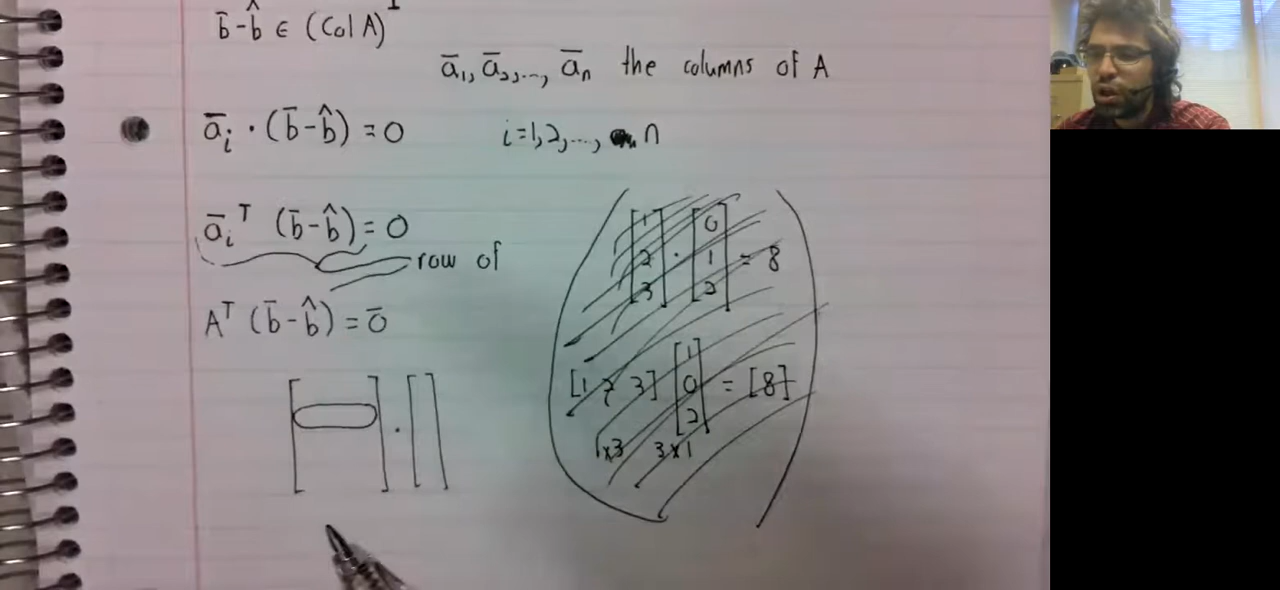 b̄-b̂ ∈ (Col A)⊥
ā₁, ā₂,..., āₙ the columns of A
āᵢ · (b̄-b̂) = 0 i=1,2,..., n
āᵢᵀ (b̄-b̂) = 0
row of
Aᵀ (b̄-b̂) = 0̄
[1 2 3] · [0 1 2] = 8
[1 2 3] [1 0 2] = [8]
1x3 3x1